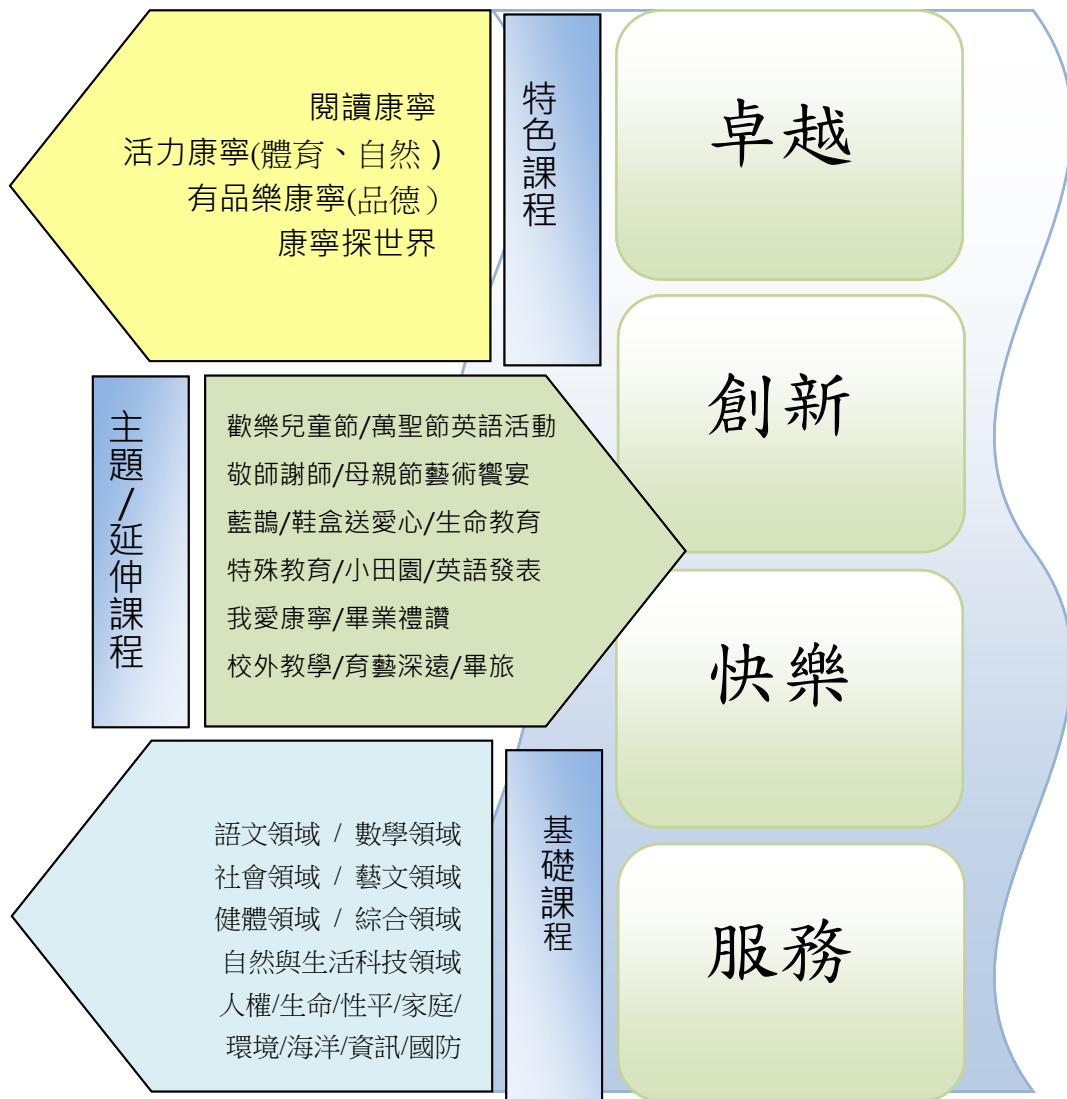 閱讀康寧
活力康寧(體育、自然)
有品樂康寧(品德)
康寧探世界
特色課程
卓越
主題/延伸課程
歡樂兒童節/萬聖節英語活動
敬師謝師/母親節藝術饗宴
藍鵲/鞋盒送愛心/生命教育
特殊教育/小田園/英語發表
我愛康寧/畢業禮讚
校外教學/育藝深遠/畢旅
創新
快樂
語文領域 / 數學領域
社會領域 / 藝文領域
健體領域 / 綜合領域
自然與生活科技領域
人權/生命/性平/家庭/
環境/海洋/資訊/國防
基礎課程
服務